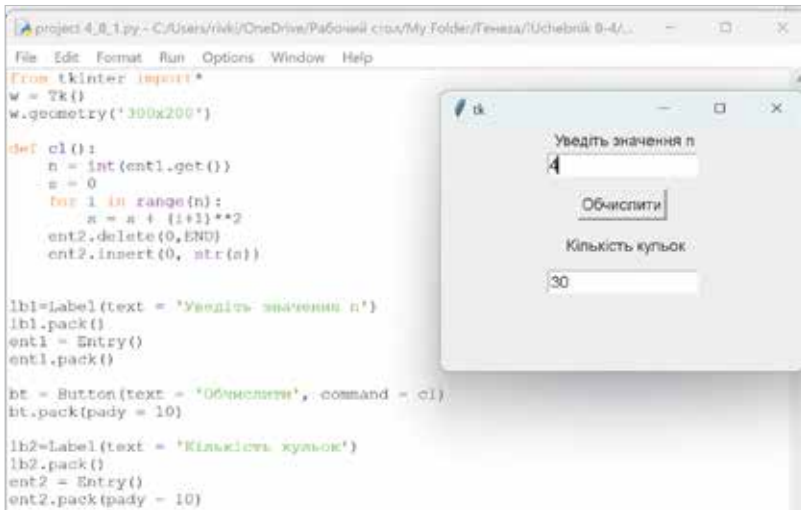 project 4_8_1.py - C:/Users/rivki/OneDrive/Рабочий стол/My Folder/Генеза/!Uchebnik 8-4/...
File Edit Format Run Options Window Help
from tkinter import*
w = Tk()
w.geometry('300x200')
def cl():
n = int(ent1.get())
s = 0
for i in range(n):
s = s + (i+1)**2
ent2.delete(0,END)
ent2.insert(0, str(s))
lb1=Label(text = 'Уведіть значення n')
lb1.pack()
ent1 = Entry()
ent1.pack()
bt = Button(text = 'Обчислити', command = cl)
bt.pack(pady = 10)
lb2=Label(text = 'Кількість кульок')
lb2.pack()
ent2 = Entry()
ent2.pack(pady = 10)
tk
Уведіть значення n
4
Обчислити
Кількість кульок
30